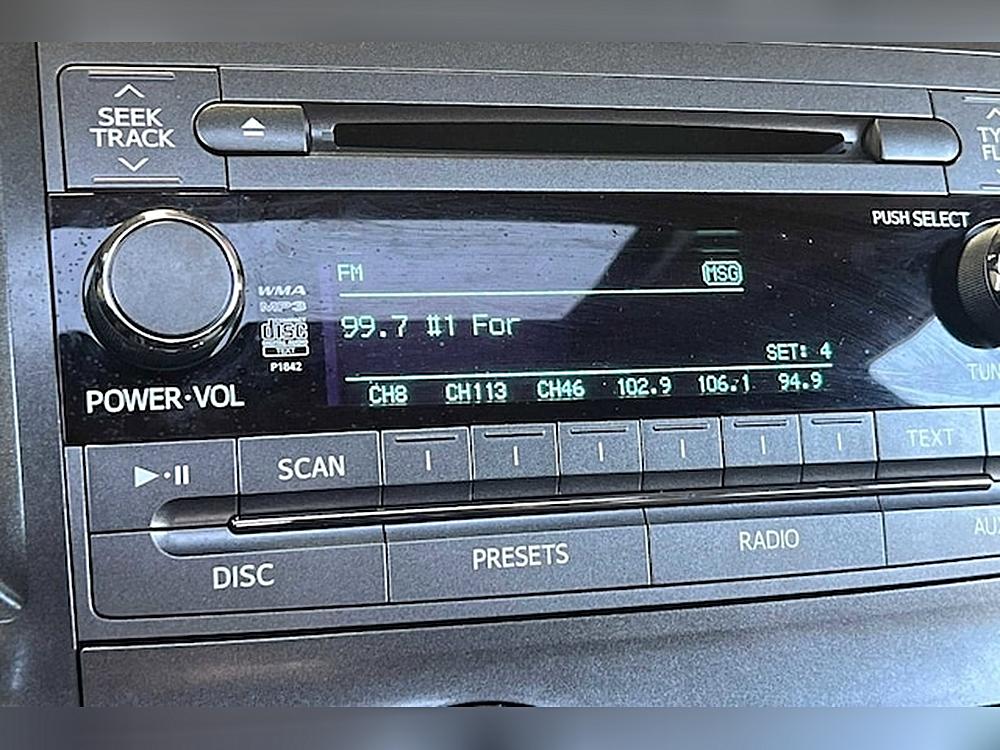 SEEK
TRACK
PUSH SELECT
FM
MSG
WMA
MP3
disc
TEXT
P1842
99.7 #1 For
SET: 4
CH8 CH113 CH46 102.9 106.1 94.9
POWER·VOL
SCAN
TEXT
DISC
PRESETS
RADIO